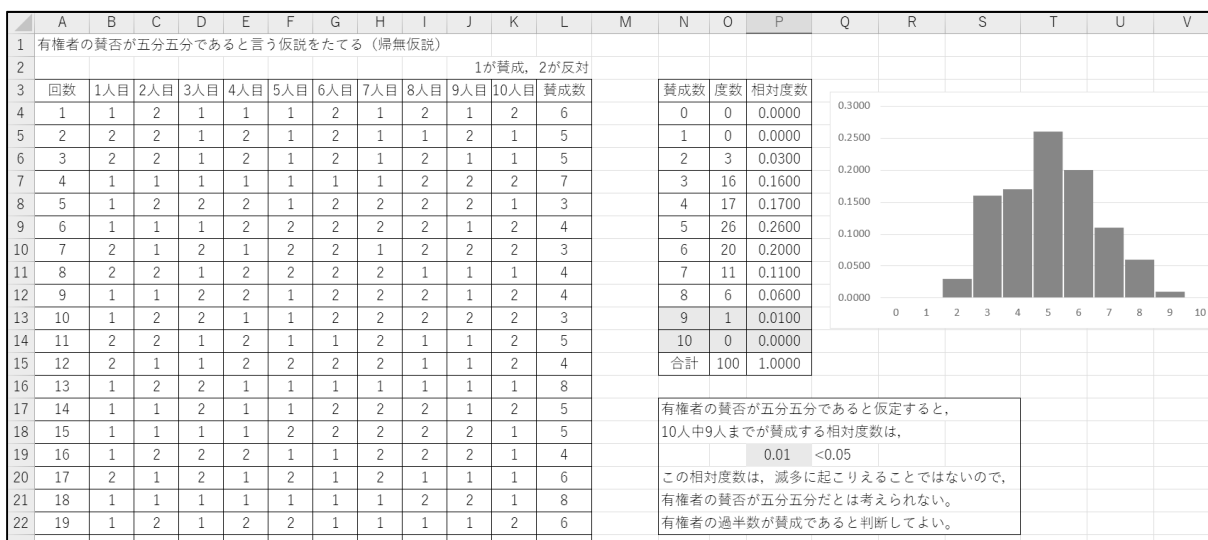 A B C D E F G H I J K L M N O P Q R S T U V
1 有権者の賛否が五分五分であると言う仮説をたてる（帰無仮説）
2 1が賛成，2が反対
3 回数 1人目 2人目 3人目 4人目 5人目 6人目 7人目 8人目 9人目 10人目 賛成数 賛成数 度数 相対度数
4 1 1 2 1 1 1 2 1 2 1 2 6 0 0 0.0000
5 2 2 2 1 2 1 2 1 1 2 1 5 1 0 0.0000
6 3 2 2 1 2 1 2 1 2 1 1 5 2 3 0.0300
7 4 1 1 1 1 1 1 1 2 2 2 7 3 16 0.1600
8 5 1 2 2 2 1 2 2 2 2 1 3 4 17 0.1700
9 6 1 1 1 2 2 2 2 2 1 2 4 5 26 0.2600
10 7 2 1 2 1 2 2 1 2 2 2 3 6 20 0.2000
11 8 2 2 1 2 2 2 2 1 1 1 4 7 11 0.1100
12 9 1 1 2 2 1 2 2 2 1 2 4 8 6 0.0600
13 10 1 2 2 1 1 2 2 2 2 2 3 9 1 0.0100
14 11 2 2 1 2 1 1 2 1 1 2 5 10 0 0.0000
15 12 2 1 1 2 2 2 2 1 1 2 4 合計 100 1.0000
16 13 1 2 2 1 1 1 1 1 1 1 8
17 14 1 1 2 1 1 2 2 2 1 2 5 有権者の賛否が五分五分であると仮定すると，
18 15 1 1 1 1 2 2 2 2 2 1 5 10人中9人までが賛成する相対度数は，
19 16 1 2 2 2 1 1 2 2 2 1 4 0.01 <0.05
20 17 2 1 2 1 2 1 2 1 1 1 6 この相対度数は，滅多に起こりえることではないので，
21 18 1 1 1 1 1 1 1 2 2 1 8 有権者の賛否が五分五分だとは考えられない。
22 19 1 2 1 2 2 1 1 1 1 2 6 有権者の過半数が賛成であると判断してよい。
0.3000
0.2500
0.2000
0.1500
0.1000
0.0500
0.0000
0 1 2 3 4 5 6 7 8 9 10